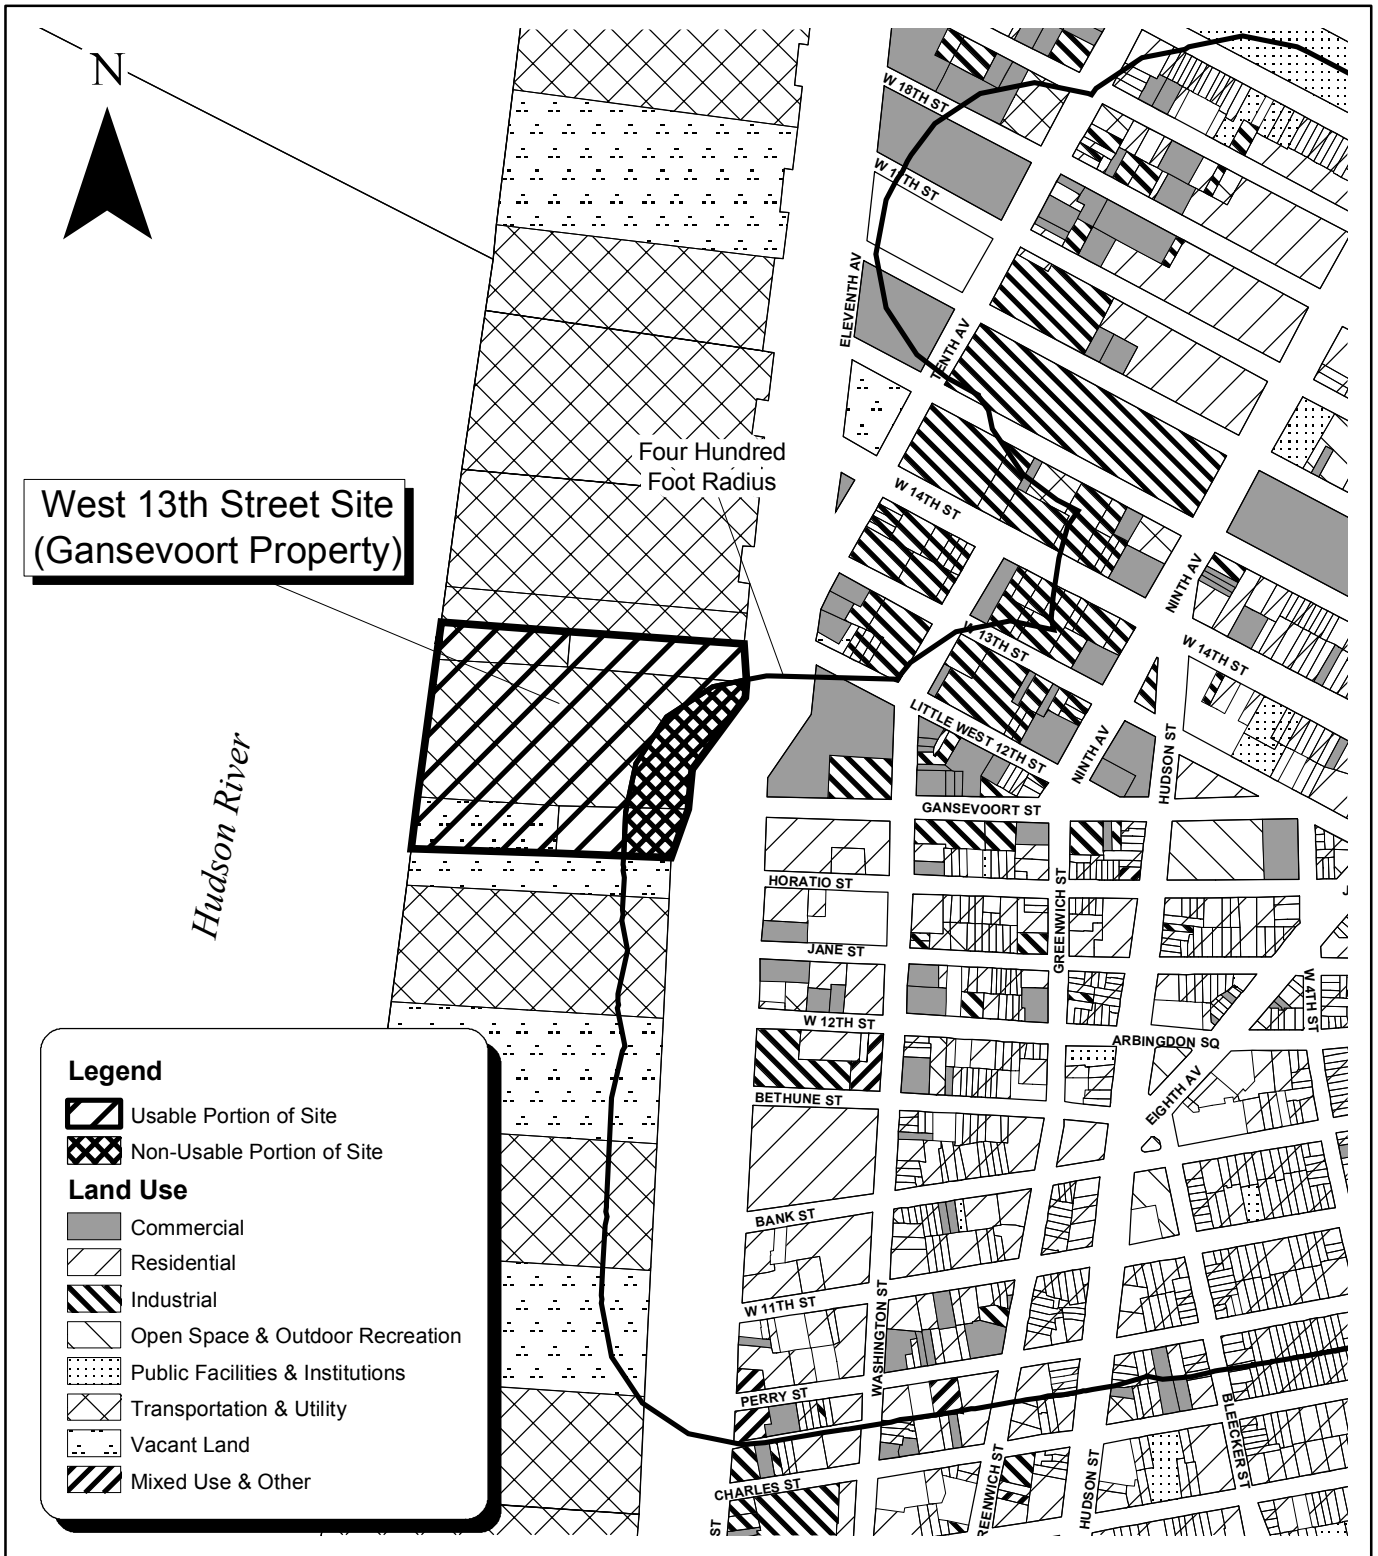 N
W 18TH ST
W 17TH ST
ELEVENTH AV
TENTH AV
Four Hundred
Foot Radius
West 13th Street Site
(Gansevoort Property)
W 14TH ST
NINTH AV
W 13TH ST
W 14TH ST
LITTLE WEST 12TH ST
NINTH AV
HUDSON ST
Hudson River
GANSEVOORT ST
HORATIO ST
GREENWICH ST
JANE ST
W 4TH ST
W 12TH ST
ARBINGDON SQ
BETHUNE ST
EIGHTH AV
BANK ST
W 11TH ST
WASHINGTON ST
PERRY ST
BLEECKER ST
CHARLES ST
REENWICH ST
HUDSON ST
ST
Legend
Usable Portion of Site
Non-Usable Portion of Site
Land Use
Commercial
Residential
Industrial
Open Space & Outdoor Recreation
Public Facilities & Institutions
Transportation & Utility
Vacant Land
Mixed Use & Other